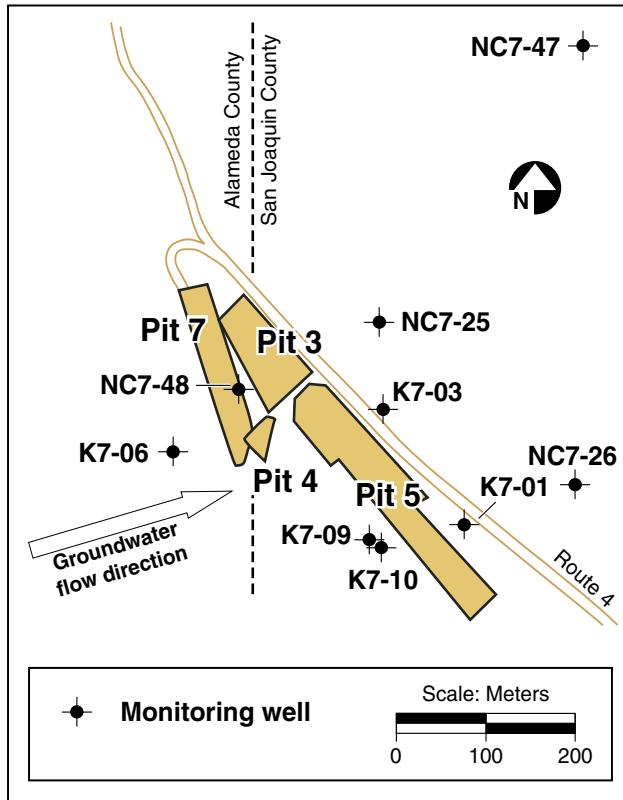 NC7-47
Alameda County
San Joaquin County
N
Pit 7
Pit 3
NC7-25
NC7-48
K7-03
K7-06
NC7-26
Pit 4
Pit 5
K7-01
K7-09
K7-10
Groundwater
flow direction
Route 4
Monitoring well
Scale: Meters
0 100 200